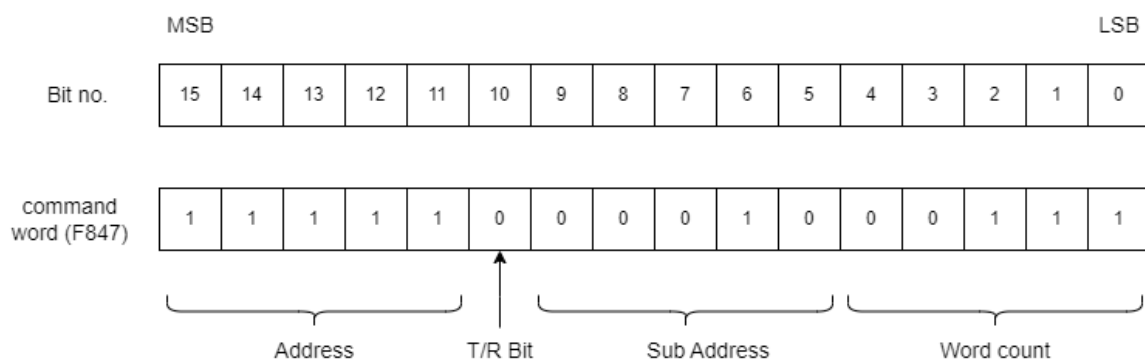 MSB LSB
Bit no. 15 14 13 12 11 10 9 8 7 6 5 4 3 2 1 0
command
word (F847) 1 1 1 1 1 0 0 0 0 1 0 0 0 1 1 1
Address T/R Bit Sub Address Word count